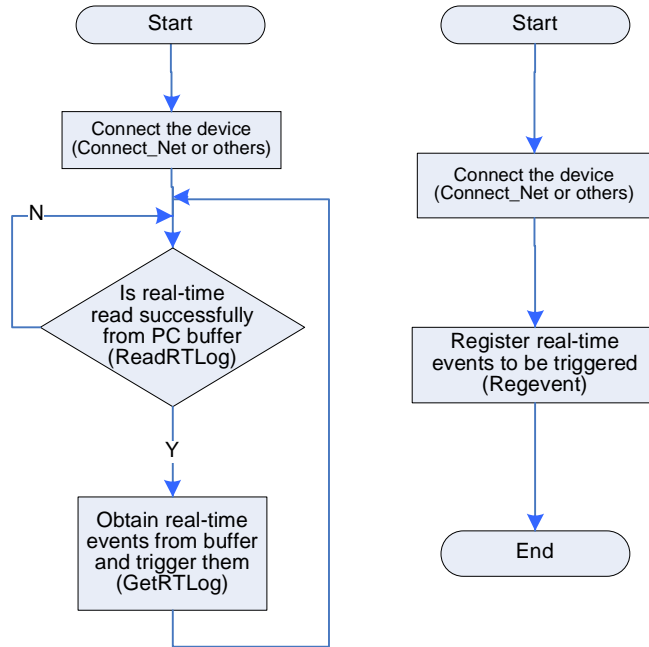 Start
Connect the device
(Connect_Net or others)
N
Is real-time
read successfully
from PC buffer
(ReadRTLog)
Y
Obtain real-time
events from buffer
and trigger them
(GetRTLog)
Start
Connect the device
(Connect_Net or others)
Register real-time
events to be triggered
(Regevent)
End